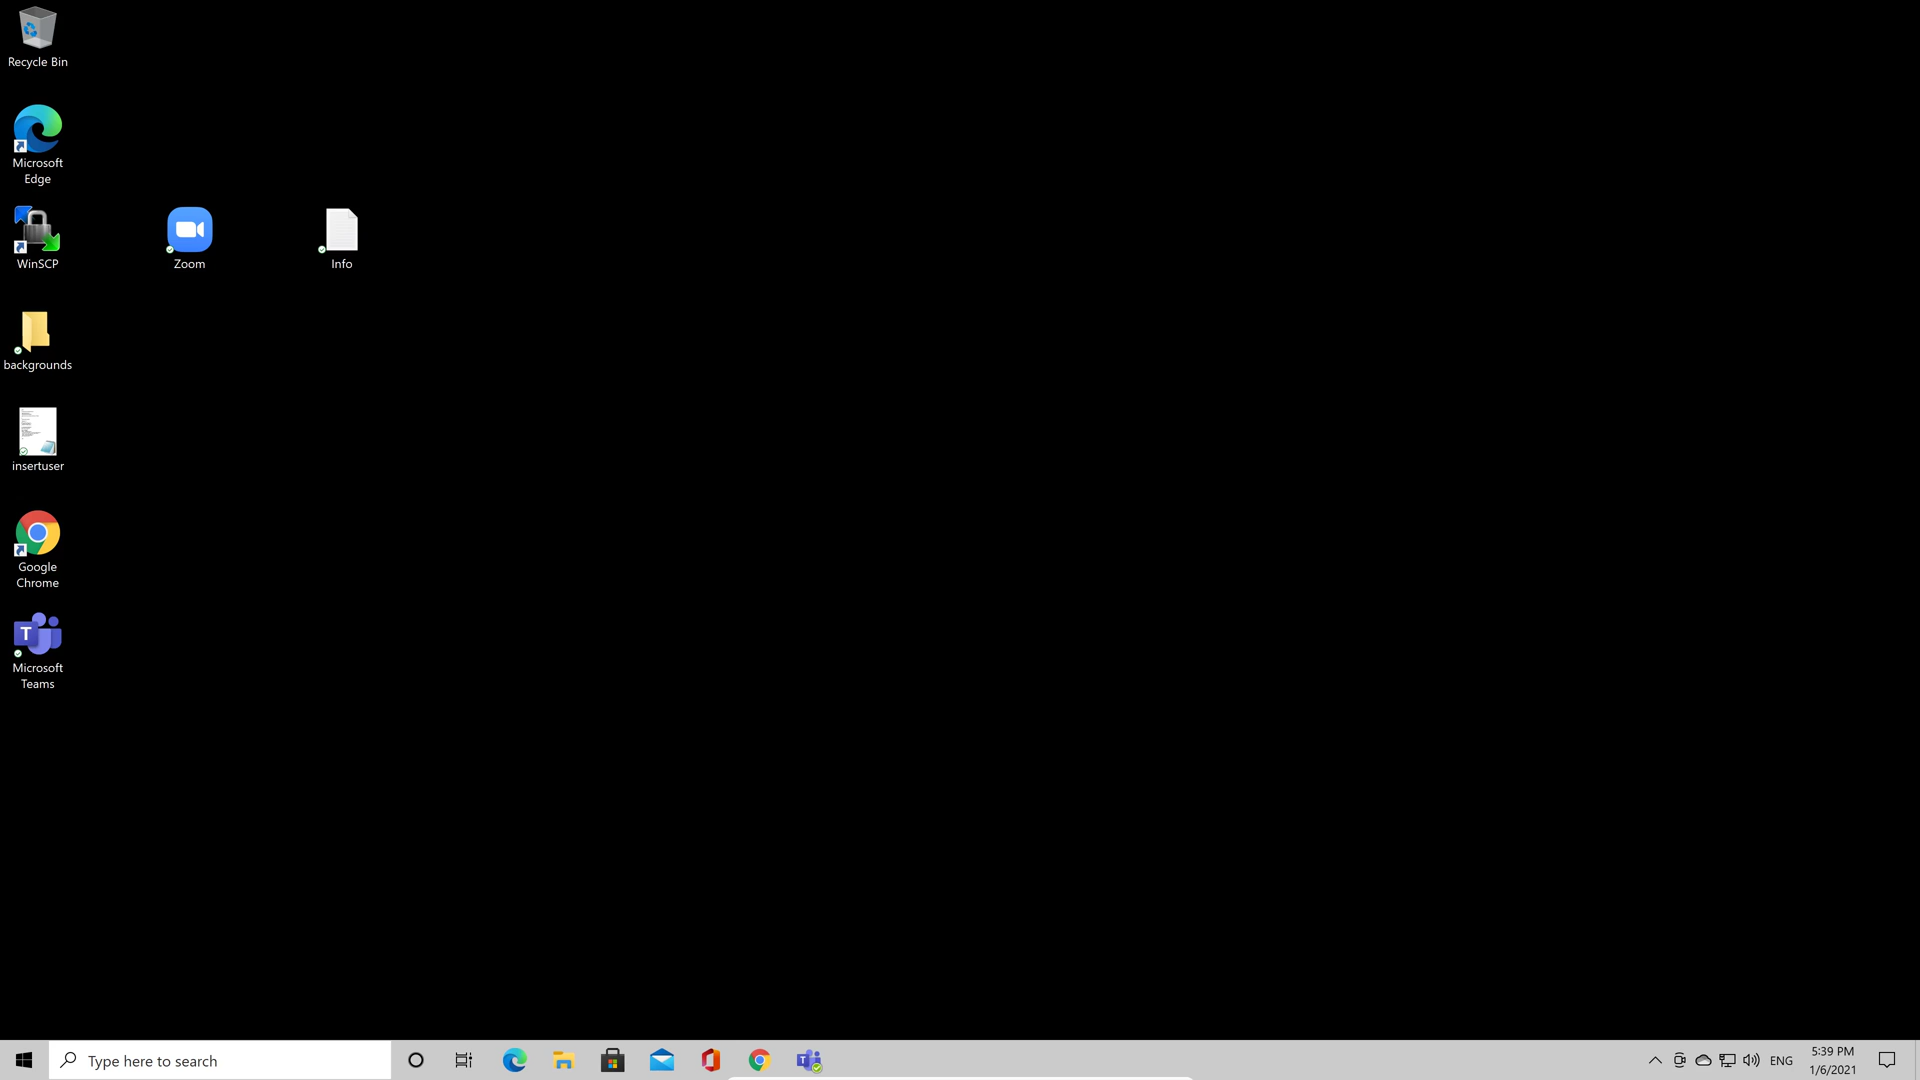 Recycle Bin
Microsoft
Edge
WinSCP
Zoom
Info
backgrounds
insertuser
Google
Chrome
T
Microsoft
Teams
Type here to search
T
ENG
5:39 PM
1/6/2021